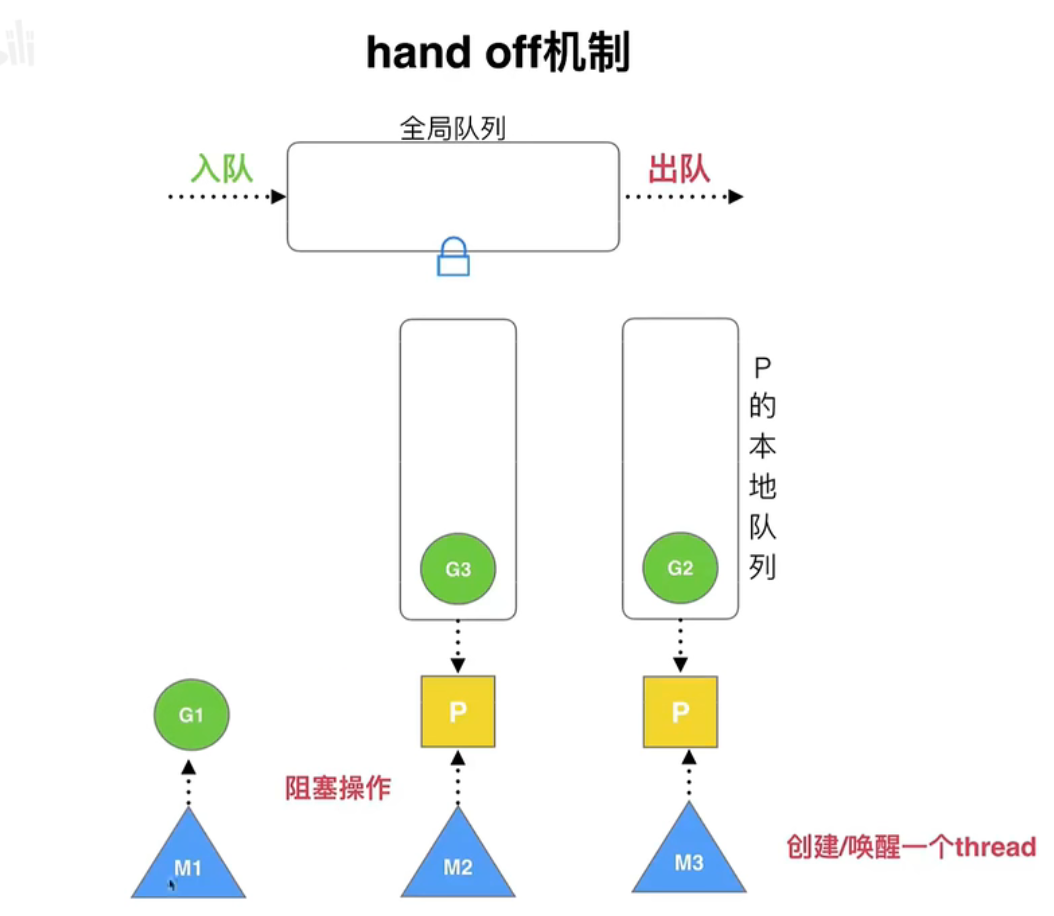 hand off机制
全局队列
入队
出队
P的本地队列
G3
G2
G1
P
P
阻塞操作
M1
M2
M3
创建/唤醒一个thread